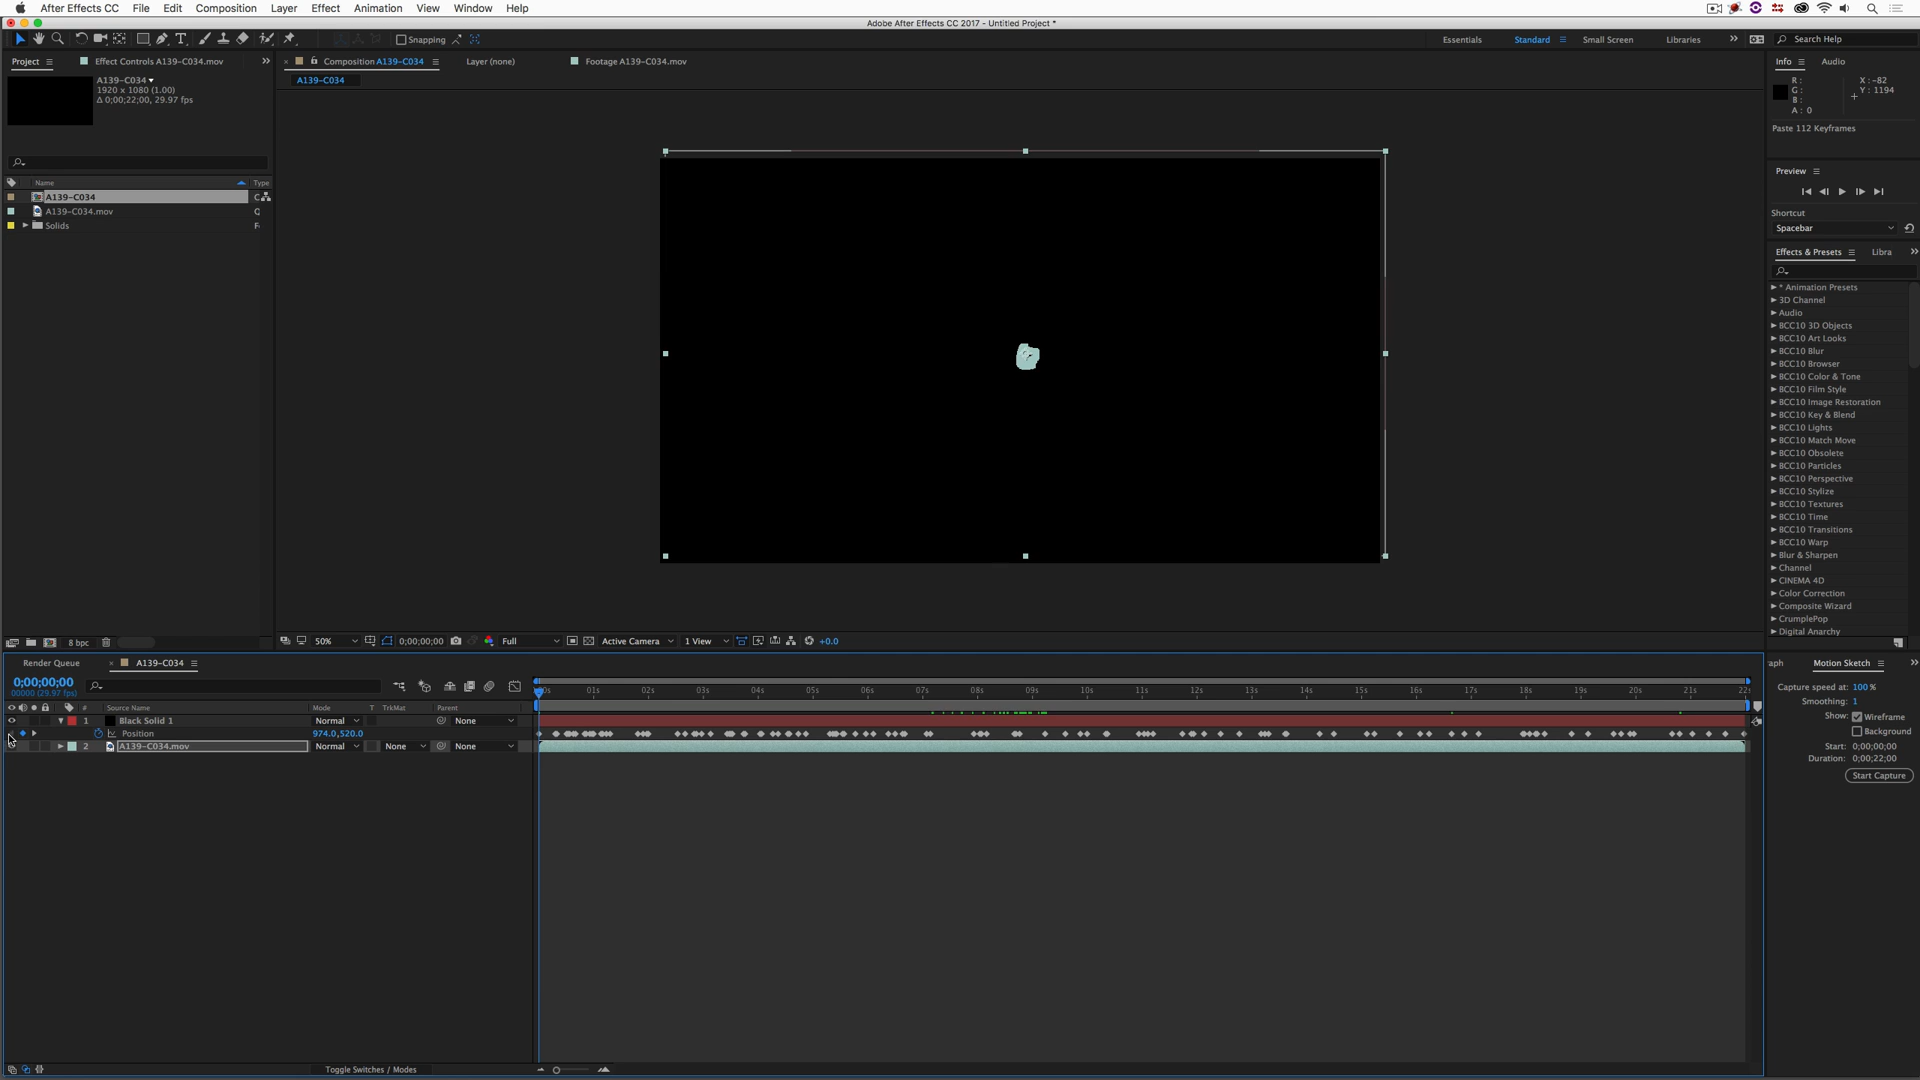 After Effects CC File Edit Composition Layer Effect Animation View Window Help
Adobe After Effects CC 2017 - Untitled Project *
Snapping
Essentials Standard Small Screen Libraries Search Help
Project Effect Controls A139-C034.mov
Composition A139-C034 Layer (none) Footage A139-C034.mov
Info Audio
A139-C034
1920 x 1080 (1.00)
Δ 0;00;22;00, 29.97 fps
A139-C034
R :
G :
B :
A : 0
X : -82
Y : 1194
Paste 112 Keyframes
Preview
Shortcut
Spacebar
Effects & Presets Libra
Name Type
A139-C034
A139-C034.mov
Solids
* Animation Presets
3D Channel
Audio
BCC10 3D Objects
BCC10 Art Looks
BCC10 Blur
BCC10 Browser
BCC10 Color & Tone
BCC10 Film Style
BCC10 Image Restoration
BCC10 Key & Blend
BCC10 Lights
BCC10 Match Move
BCC10 Obsolete
BCC10 Particles
BCC10 Perspective
BCC10 Stylize
BCC10 Textures
BCC10 Time
BCC10 Transitions
BCC10 Warp
Blur & Sharpen
Channel
CINEMA 4D
Color Correction
Composite Wizard
CrumplePop
Digital Anarchy
8 bpc
50% 0;00;00;00 Full Active Camera 1 View +0.0
Render Queue A139-C034
0;00;00;00
00000 (29.97 fps)
01s 02s 03s 04s 05s 06s 07s 08s 09s 10s 11s 12s 13s 14s 15s 16s 17s 18s 19s 20s 21s 22s
# Source Name Mode T TrkMat Parent
1 Black Solid 1 Normal None
Position 974.0,520.0
2 A139-C034.mov Normal None None
Toggle Switches / Modes
raph Motion Sketch
Capture speed at: 100 %
Smoothing: 1
Show: Wireframe
Background
Start: 0;00;00;00
Duration: 0;00;22;00
Start Capture